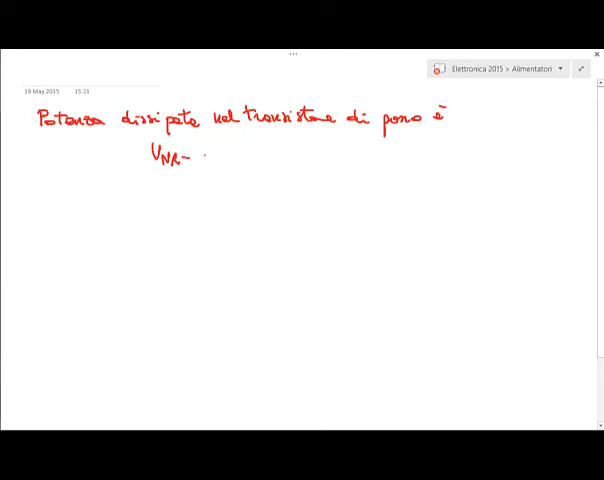 Elettronica 2015 » Alimentatori
19 May 2015 15:21
Potenza dissipata nel transistore di passo è
V_NR -